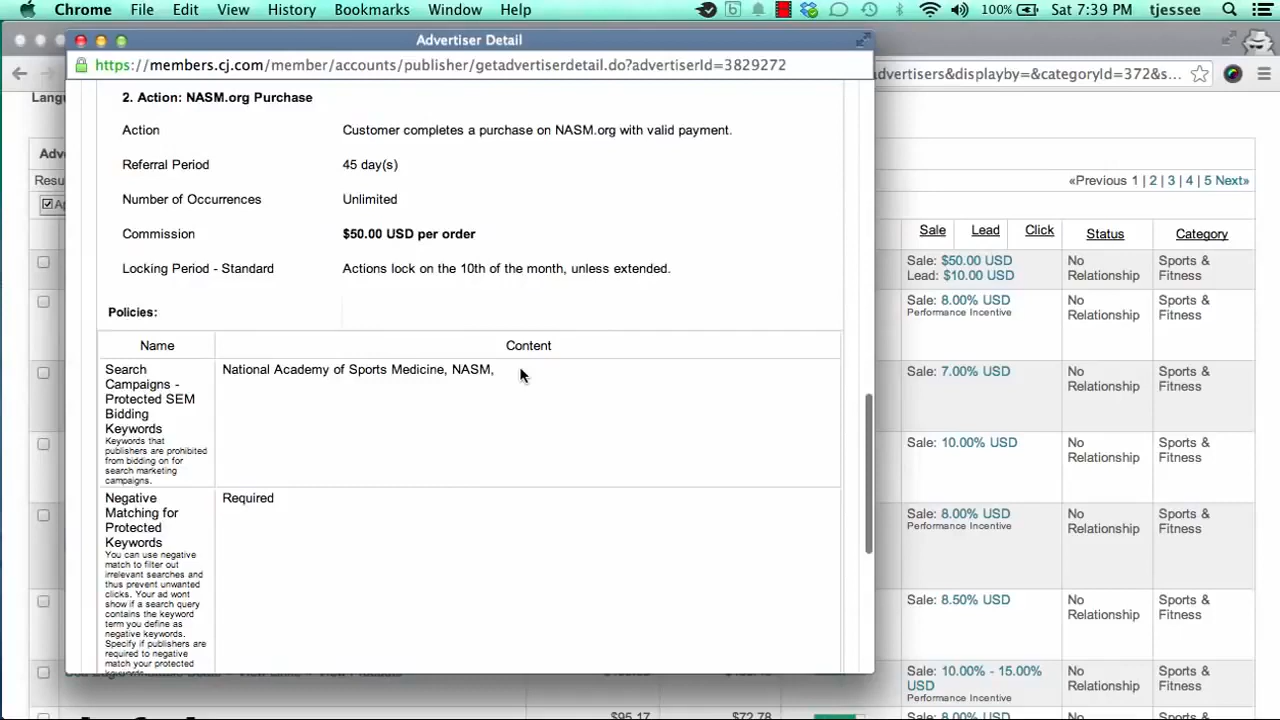 Chrome File Edit View History Bookmarks Window Help 100% Sat 7:39 PM tjessee
Advertiser Detail
https://members.cj.com/member/accounts/publisher/getadvertiserdetail.do?advertiserId=3829272
advertisers&displayby=&categoryId=372&s...
Langu
Adv
Resu
«Previous 1 | 2 | 3 | 4 | 5 Next»
Ap
2. Action: NASM.org Purchase
Action Customer completes a purchase on NASM.org with valid payment.
Referral Period 45 day(s)
Number of Occurrences Unlimited
Commission $50.00 USD per order
Locking Period - Standard Actions lock on the 10th of the month, unless extended.
Policies:
Name Content
Search
Campaigns -
Protected SEM
Bidding
Keywords
Keywords that
publishers are prohibited
from bidding on for
search marketing
campaigns.
National Academy of Sports Medicine, NASM,
Negative
Matching for
Protected
Keywords
You can use negative
match to filter out
irrelevant searches and
thus prevent unwanted
clicks. Your ad wont
show if a search query
contains the keyword
term you define as
negative keywords.
Specify if publishers are
required to negative
match your protected
Required
Sale Lead Click Status Category
Sale: $50.00 USD
Lead: $10.00 USD
No
Relationship
Sports &
Fitness
Sale: 8.00% USD
Performance Incentive
No
Relationship
Sports &
Fitness
Sale: 7.00% USD
No
Relationship
Sports &
Fitness
Sale: 10.00% USD
No
Relationship
Sports &
Fitness
Sale: 8.00% USD
Performance Incentive
No
Relationship
Sports &
Fitness
Sale: 8.50% USD
No
Relationship
Sports &
Fitness
Sale: 10.00% - 15.00%
USD
Performance Incentive
No
Relationship
Sports &
Fitness
$95.17 $72.78
Sale: 8.00% USD
No
Sports &